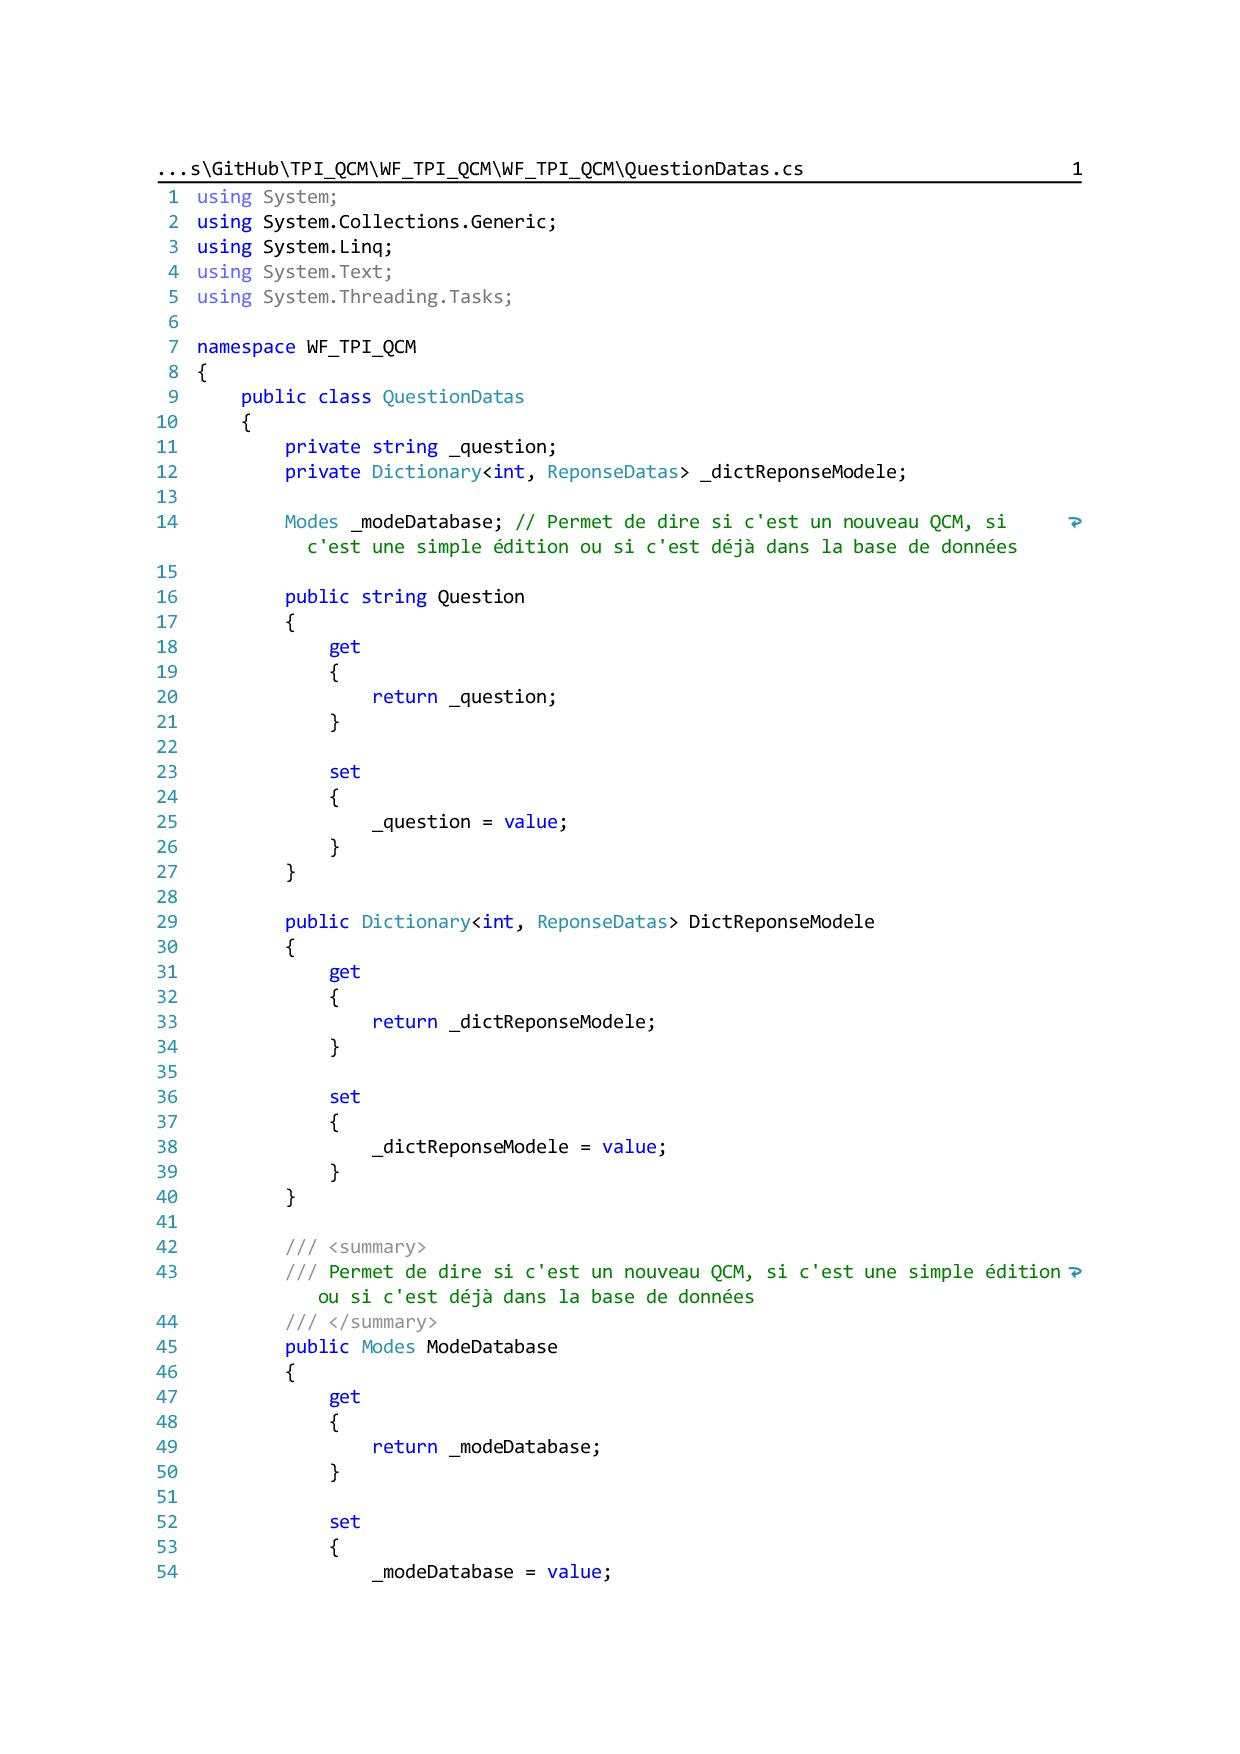 ...s\GitHub\TPI_QCM\WF_TPI_QCM\WF_TPI_QCM\QuestionDatas.cs 1
1 using System;
2 using System.Collections.Generic;
3 using System.Linq;
4 using System.Text;
5 using System.Threading.Tasks;
6
7 namespace WF_TPI_QCM
8 {
9     public class QuestionDatas
10     {
11         private string _question;
12         private Dictionary<int, ReponseDatas> _dictReponseModele;
13
14         Modes _modeDatabase; // Permet de dire si c'est un nouveau QCM, si
           c'est une simple édition ou si c'est déjà dans la base de données
15
16         public string Question
17         {
18             get
19             {
20                 return _question;
21             }
22
23             set
24             {
25                 _question = value;
26             }
27         }
28
29         public Dictionary<int, ReponseDatas> DictReponseModele
30         {
31             get
32             {
33                 return _dictReponseModele;
34             }
35
36             set
37             {
38                 _dictReponseModele = value;
39             }
40         }
41
42         /// <summary>
43         /// Permet de dire si c'est un nouveau QCM, si c'est une simple édition
            ou si c'est déjà dans la base de données
44         /// </summary>
45         public Modes ModeDatabase
46         {
47             get
48             {
49                 return _modeDatabase;
50             }
51
52             set
53             {
54                 _modeDatabase = value;